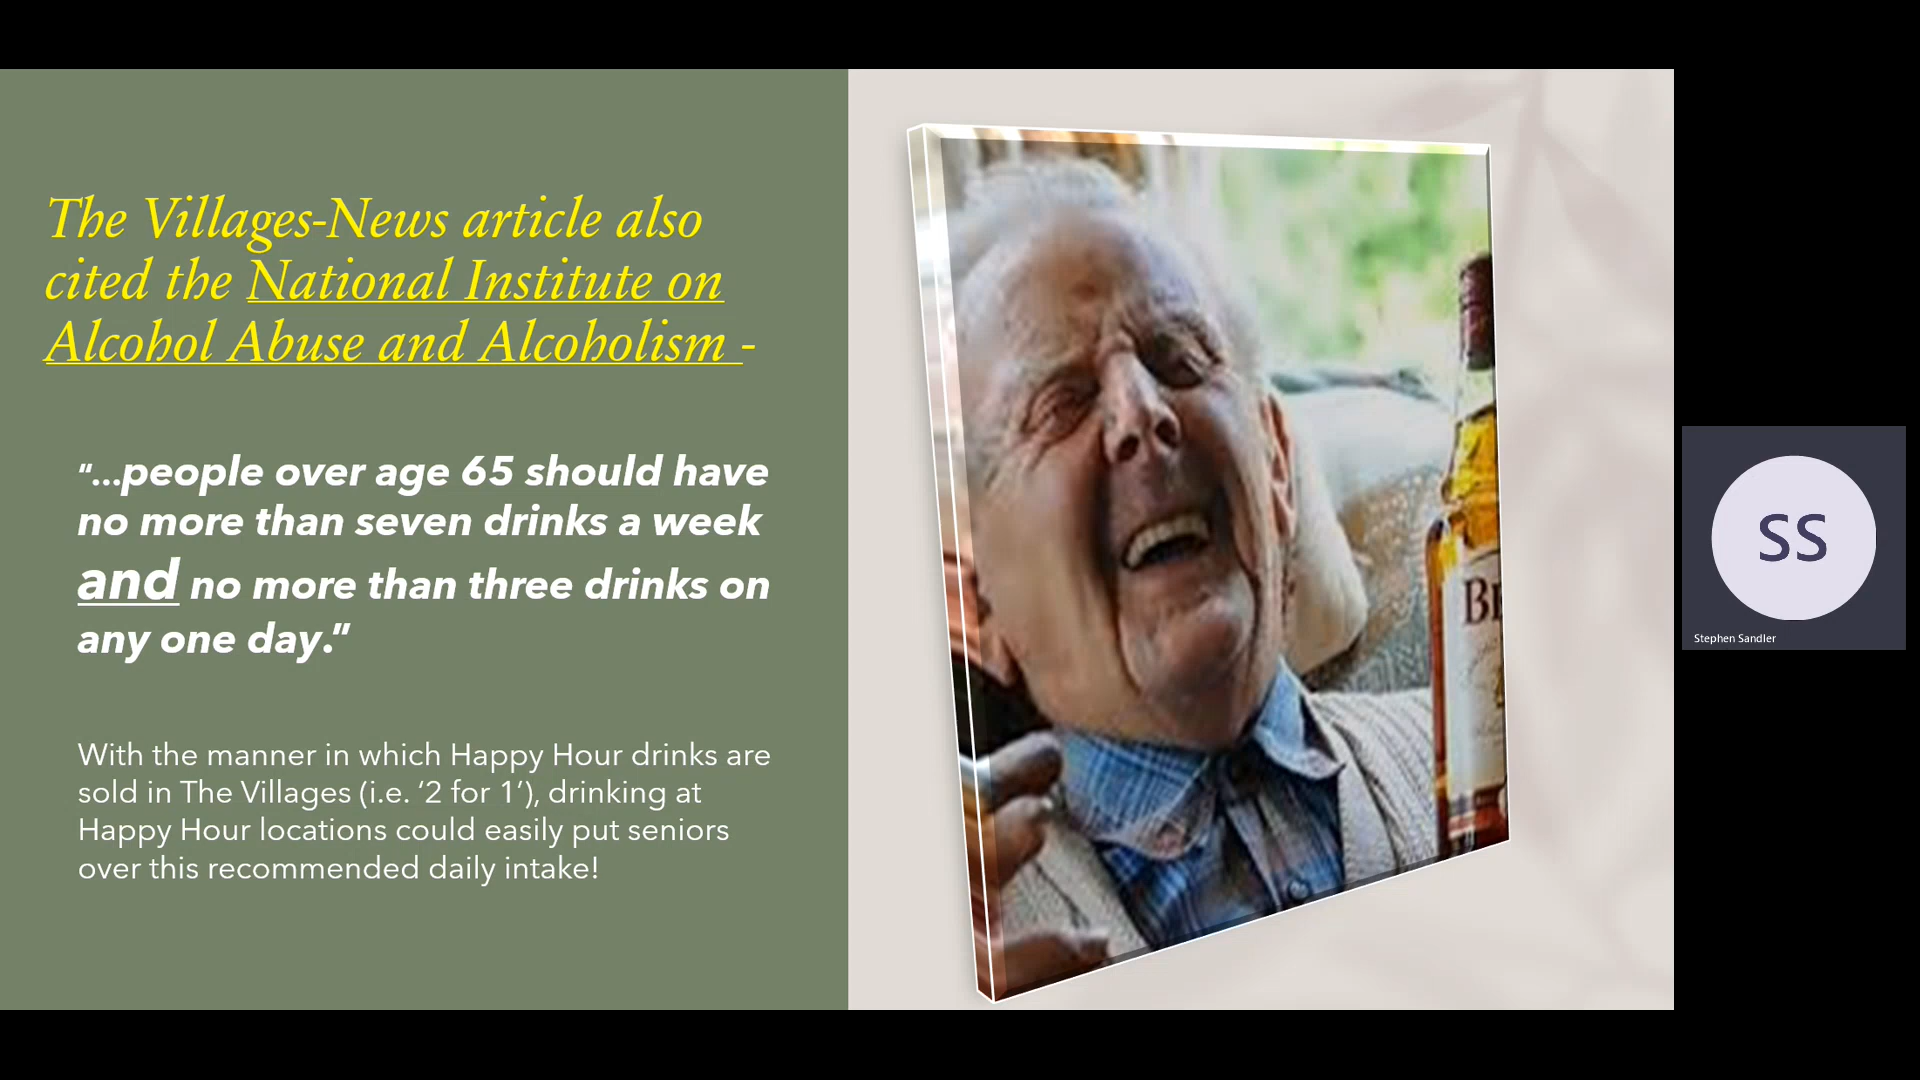 The Villages-News article also
cited the National Institute on
Alcohol Abuse and Alcoholism -
“...people over age 65 should have
no more than seven drinks a week
and no more than three drinks on
any one day.”
With the manner in which Happy Hour drinks are
sold in The Villages (i.e. ‘2 for 1’), drinking at
Happy Hour locations could easily put seniors
over this recommended daily intake!
SS
Stephen Sandler